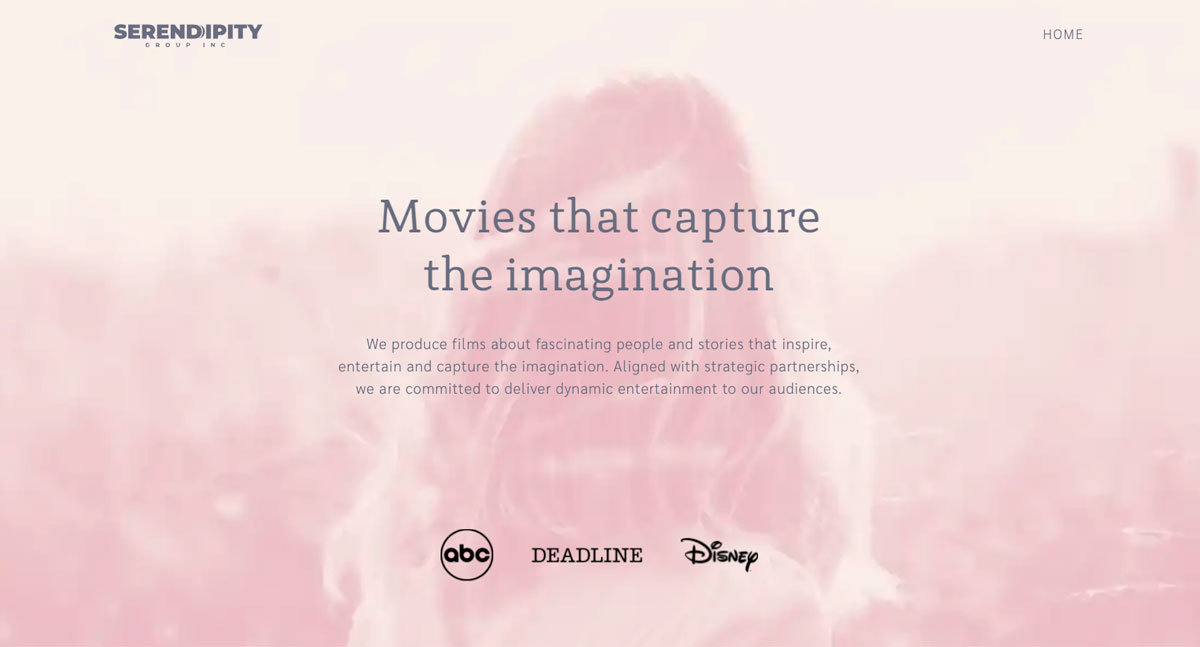 SERENDIPITY
GROUP INC
HOME
Movies that capture
the imagination
We produce films about fascinating people and stories that inspire,
entertain and capture the imagination. Aligned with strategic partnerships,
we are committed to deliver dynamic entertainment to our audiences.
abc
DEADLINE
Disney